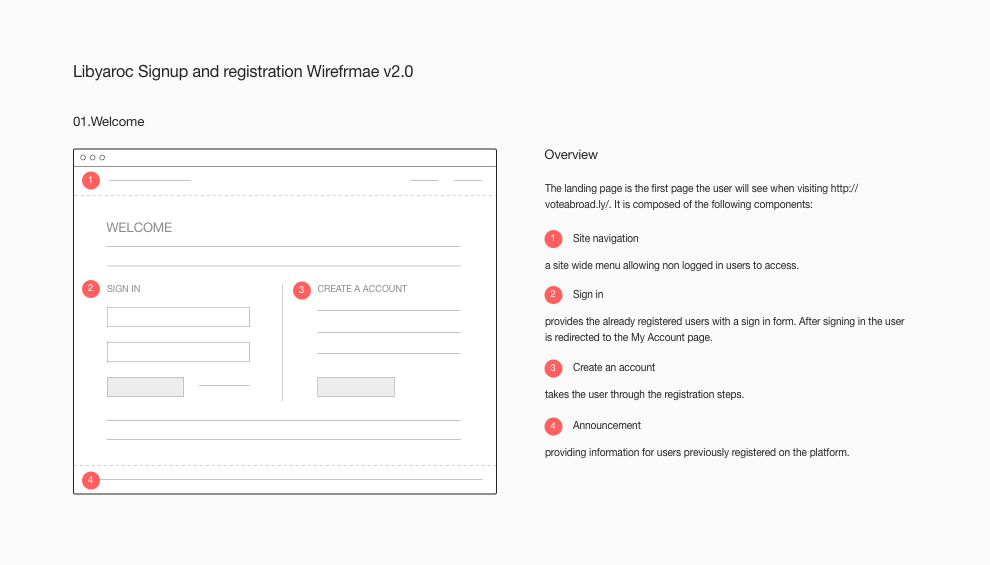 Libyaroc Signup and registration Wirefrmae v2.0
01.Welcome
1
WELCOME
2 SIGN IN
3 CREATE A ACCOUNT
4
Overview
The landing page is the first page the user will see when visiting http://
voteabroad.ly/. It is composed of the following components:
1 Site navigation
a site wide menu allowing non logged in users to access.
2 Sign in
provides the already registered users with a sign in form. After signing in the user
is redirected to the My Account page.
3 Create an account
takes the user through the registration steps.
4 Announcement
providing information for users previously registered on the platform.